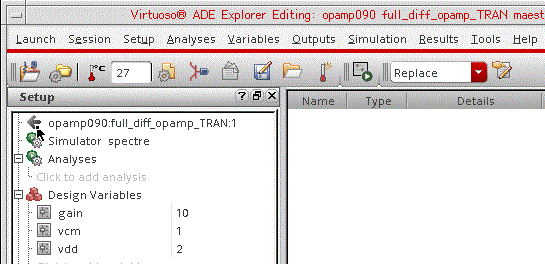 Virtuoso® ADE Explorer Editing: opamp090 full_diff_opamp_TRAN maest
Launch Session Setup Analyses Variables Outputs Simulation Results Tools Help
27 Replace
Setup
Name Type Details
opamp090:full_diff_opamp_TRAN:1
Simulator spectre
Analyses
Click to add analysis
Design Variables
gain 10
vcm 1
vdd 2